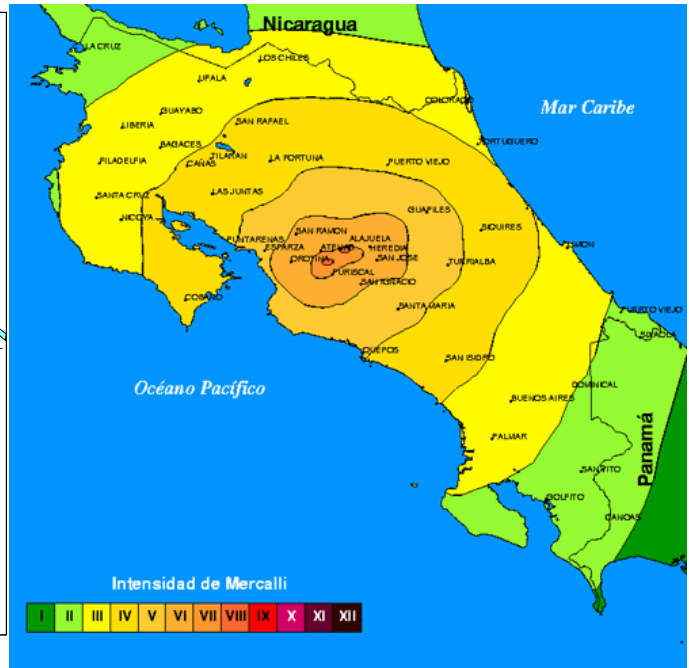 Nicaragua
LA CRUZ
LOS CHILES
UPALA
COLORADO
Mar Caribe
GUAYABO
LIBERIA
SAN RAFAEL
TORTUGUERO
BAGACES
FILADELFIA
TILARAN
CAÑAS
LA FORTUNA
PUERTO VIEJO
SANTA CRUZ
LAS JUNTAS
NICOYA
GUAPILES
SIQUIRES
SAN RAMON
PUNTARENAS
ALAJUELA
ESPARZA
ATENAS
HEREDIA
LIMON
OROTINA
SAN JOSE
TURRIALBA
PURISCAL
SAN IGNACIO
COBANO
SANTA MARIA
PUERTO VIEJO
SIXAOLA
QUEPOS
SAN ISIDRO
Océano Pacífico
DOMINICAL
BUENOS AIRES
PALMAR
Panamá
SAN VITO
GOLFITO
CANOAS
Intensidad de Mercalli
I II III IV V VI VII VIII IX X XI XII